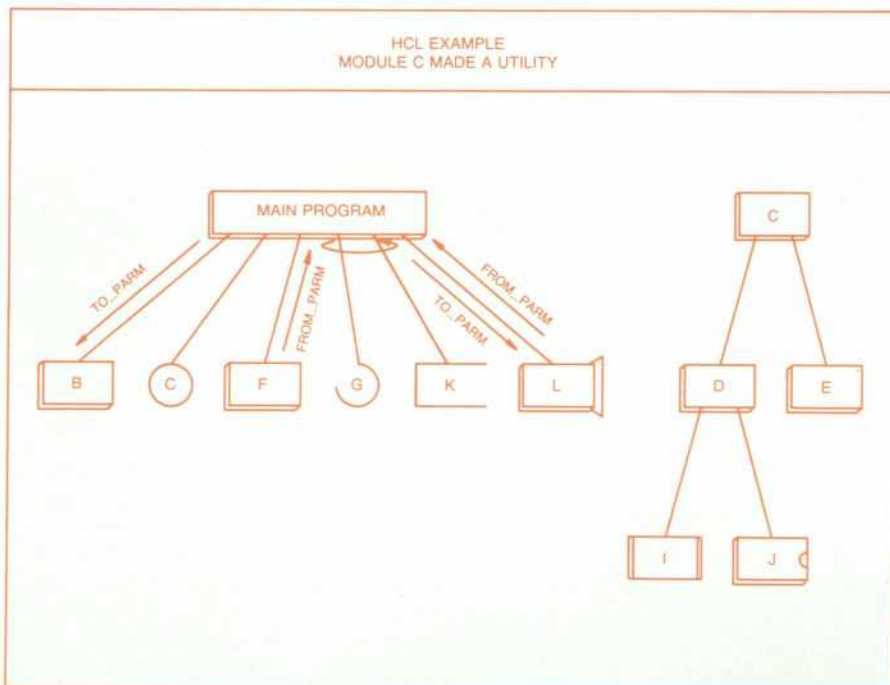 HCL EXAMPLE
MODULE C MADE A UTILITY
MAIN PROGRAM
C
TO_PARM
FROM_PARM
TO_PARM
FROM_PARM
B
C
F
G
K
L
D
E
I
J